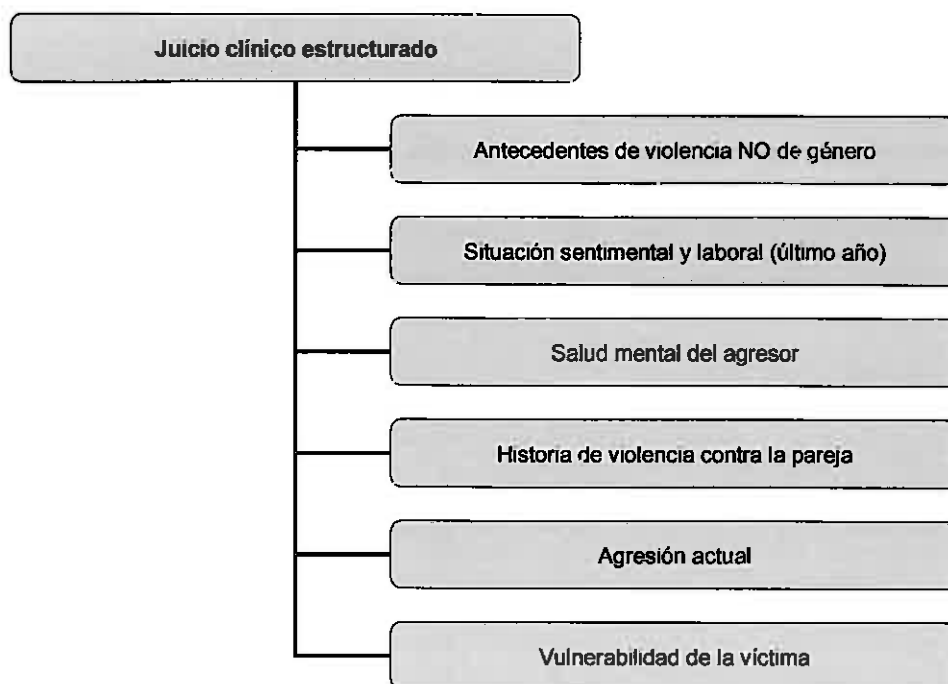 Juicio clínico estructurado
Antecedentes de violencia NO de género
Situación sentimental y laboral (último año)
Salud mental del agresor
Historia de violencia contra la pareja
Agresión actual
Vulnerabilidad de la víctima